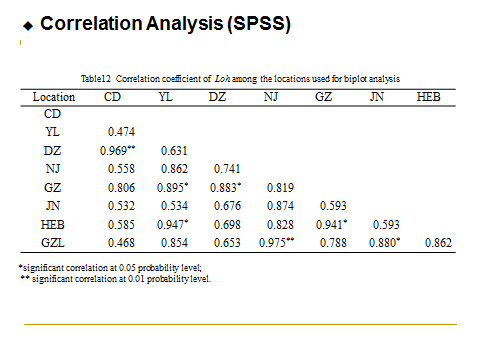 ◆ Correlation Analysis (SPSS)
Table12 Correlation coefficient of Loh among the locations used for biplot analysis
Location CD YL DZ NJ GZ JN HEB
CD
YL 0.474
DZ 0.969** 0.631
NJ 0.558 0.862 0.741
GZ 0.806 0.895* 0.883* 0.819
JN 0.532 0.534 0.676 0.874 0.593
HEB 0.585 0.947* 0.698 0.828 0.941* 0.593
GZL 0.468 0.854 0.653 0.975** 0.788 0.880* 0.862
*significant correlation at 0.05 probability level;
** significant correlation at 0.01 probability level.